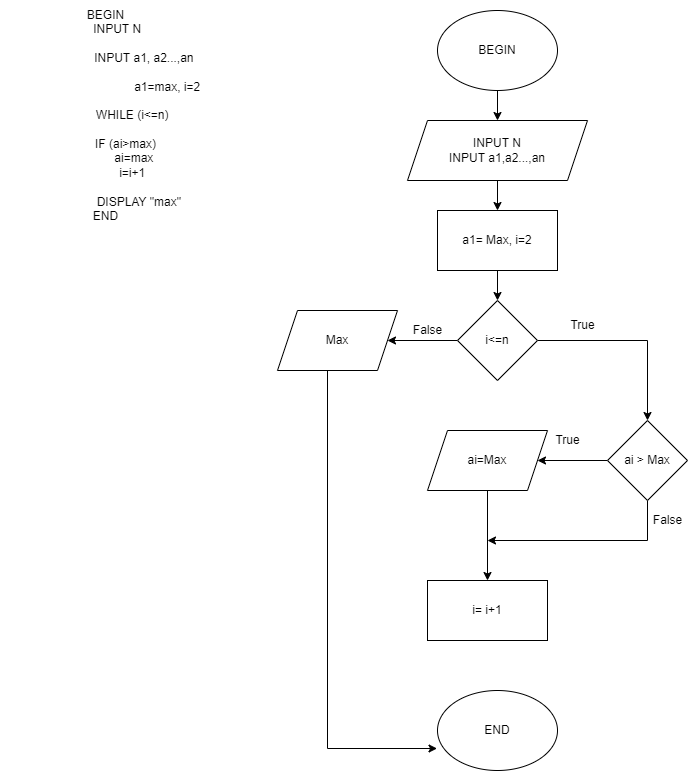 BEGIN
INPUT N
INPUT a1, a2...,an
a1=max, i=2
WHILE (i<=n)
IF (ai>max)
ai=max
i=i+1
DISPLAY "max"
END
BEGIN
INPUT N
INPUT a1,a2...,an
a1= Max, i=2
i<=n
False
True
Max
ai > Max
True
ai=Max
False
i= i+1
END